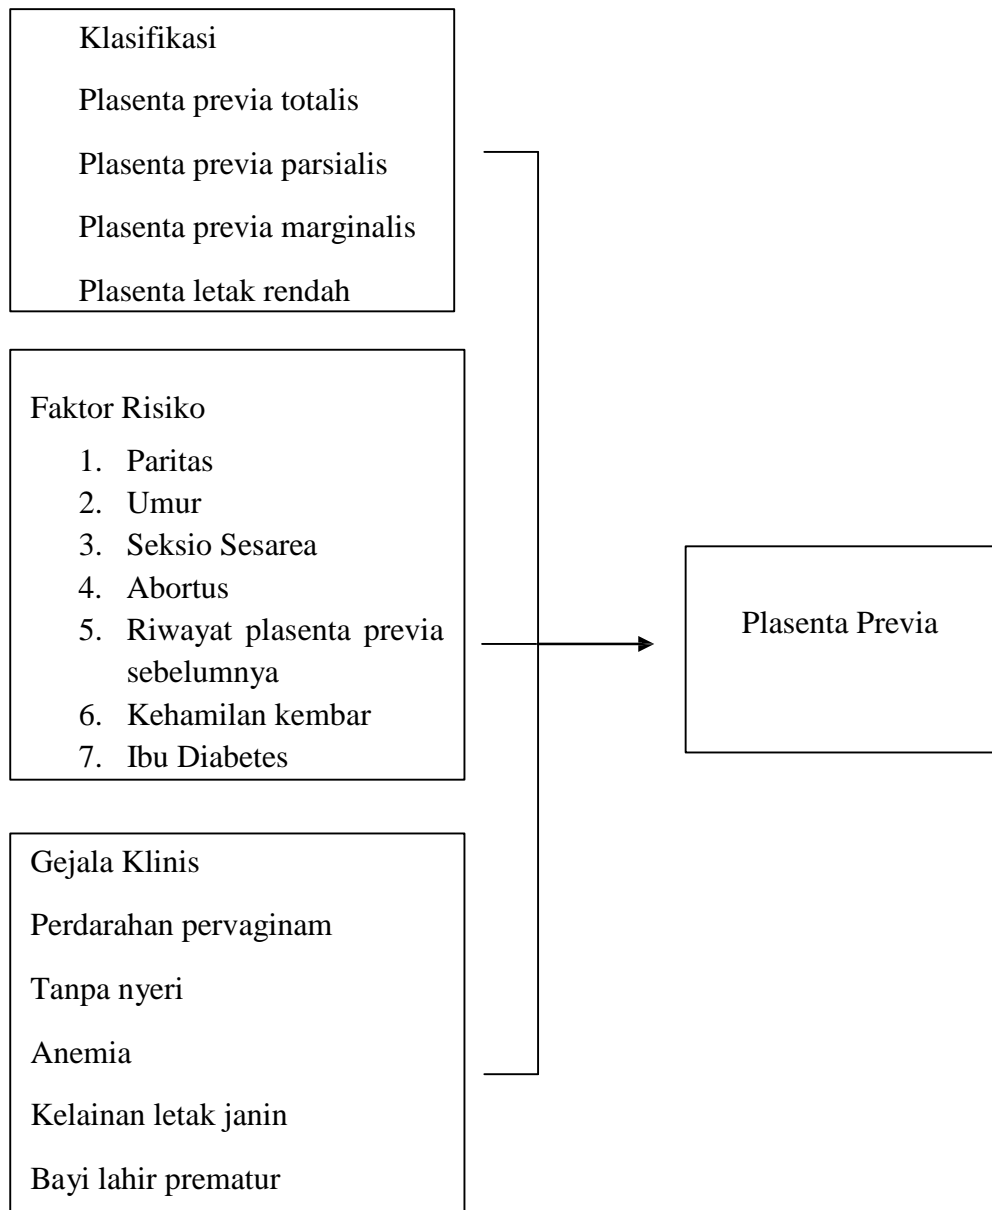 Klasifikasi
Plasenta previa totalis
Plasenta previa parsialis
Plasenta previa marginalis
Plasenta letak rendah
Faktor Risiko
1. Paritas
2. Umur
3. Seksio Sesarea
4. Abortus
5. Riwayat plasenta previa
sebelumnya
6. Kehamilan kembar
7. Ibu Diabetes
Plasenta Previa
Gejala Klinis
Perdarahan pervaginam
Tanpa nyeri
Anemia
Kelainan letak janin
Bayi lahir prematur